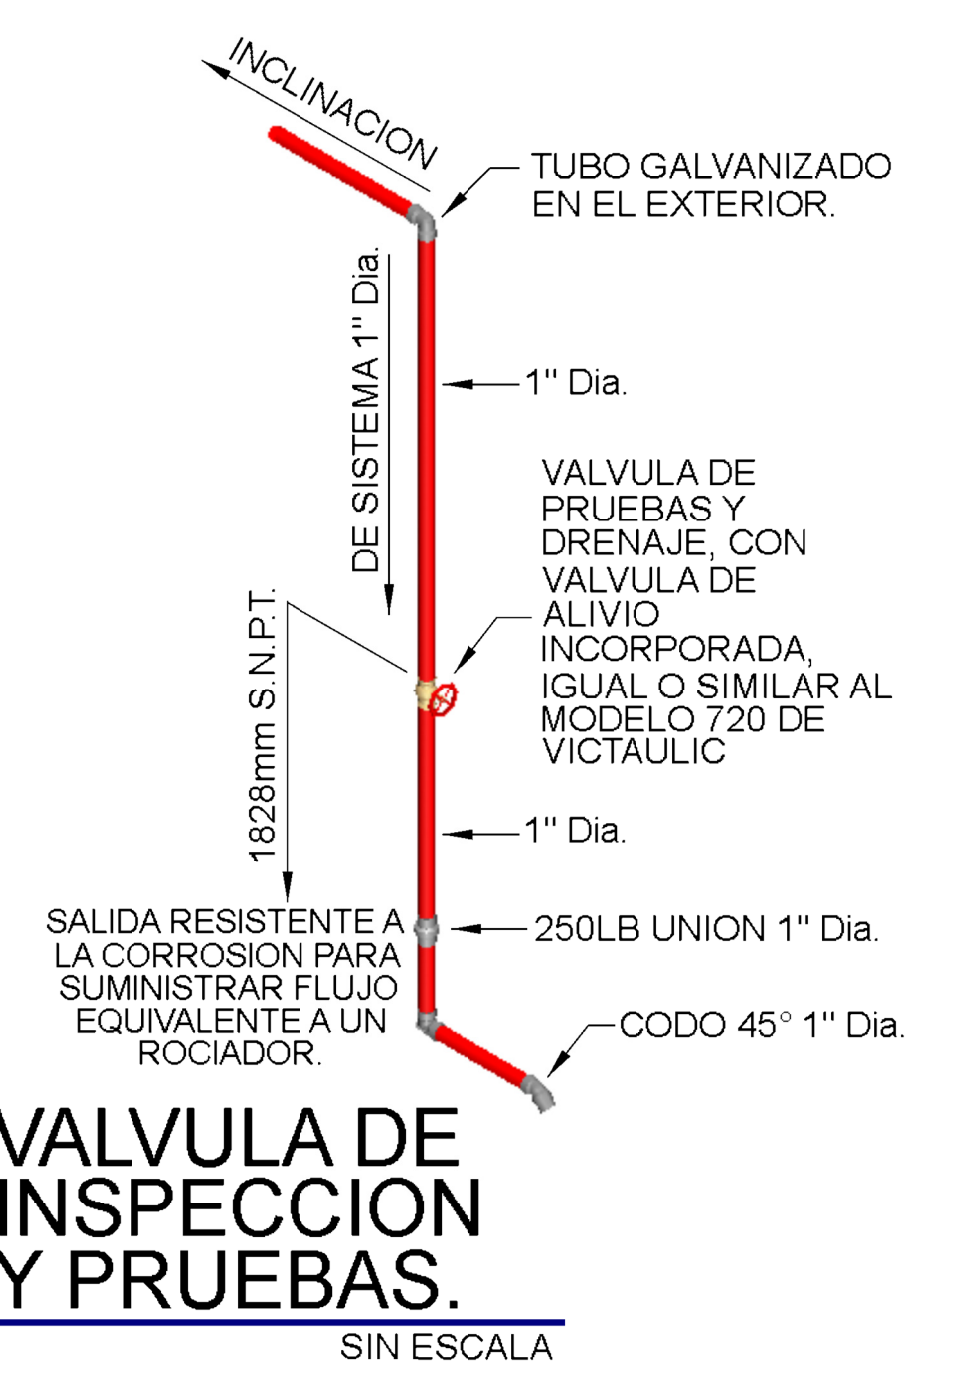 INCLINACION
TUBO GALVANIZADO
EN EL EXTERIOR.
DE SISTEMA 1" Dia.
1" Dia.
VALVULA DE
PRUEBAS Y
DRENAJE, CON
VALVULA DE
ALIVIO
INCORPORADA,
IGUAL O SIMILAR AL
MODELO 720 DE
VICTAULIC
1828mm S.N.P.T.
1" Dia.
SALIDA RESISTENTE A
LA CORROSION PARA
SUMINISTRAR FLUJO
EQUIVALENTE A UN
ROCIADOR.
250LB UNION 1" Dia.
CODO 45° 1" Dia.
VALVULA DE
INSPECCION
Y PRUEBAS.
SIN ESCALA